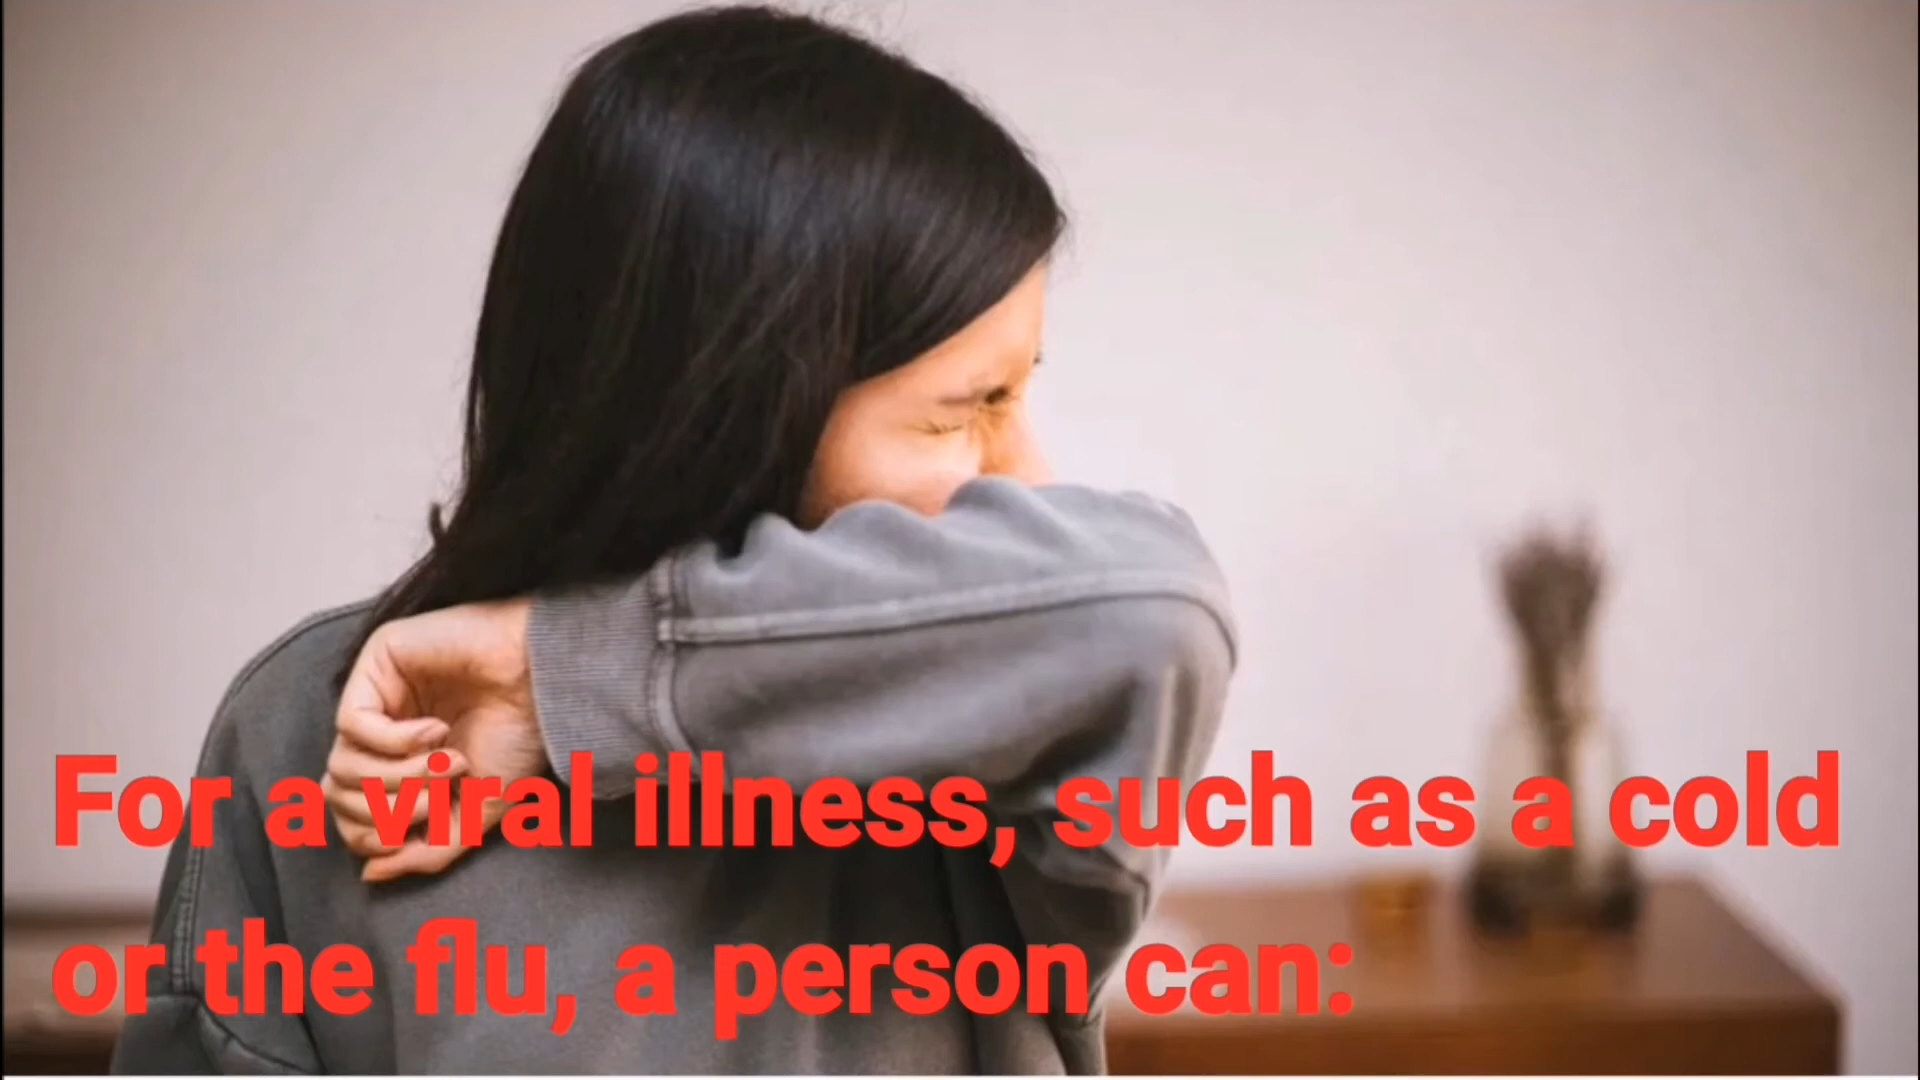 For a viral illness, such as a cold
or the flu, a person can: